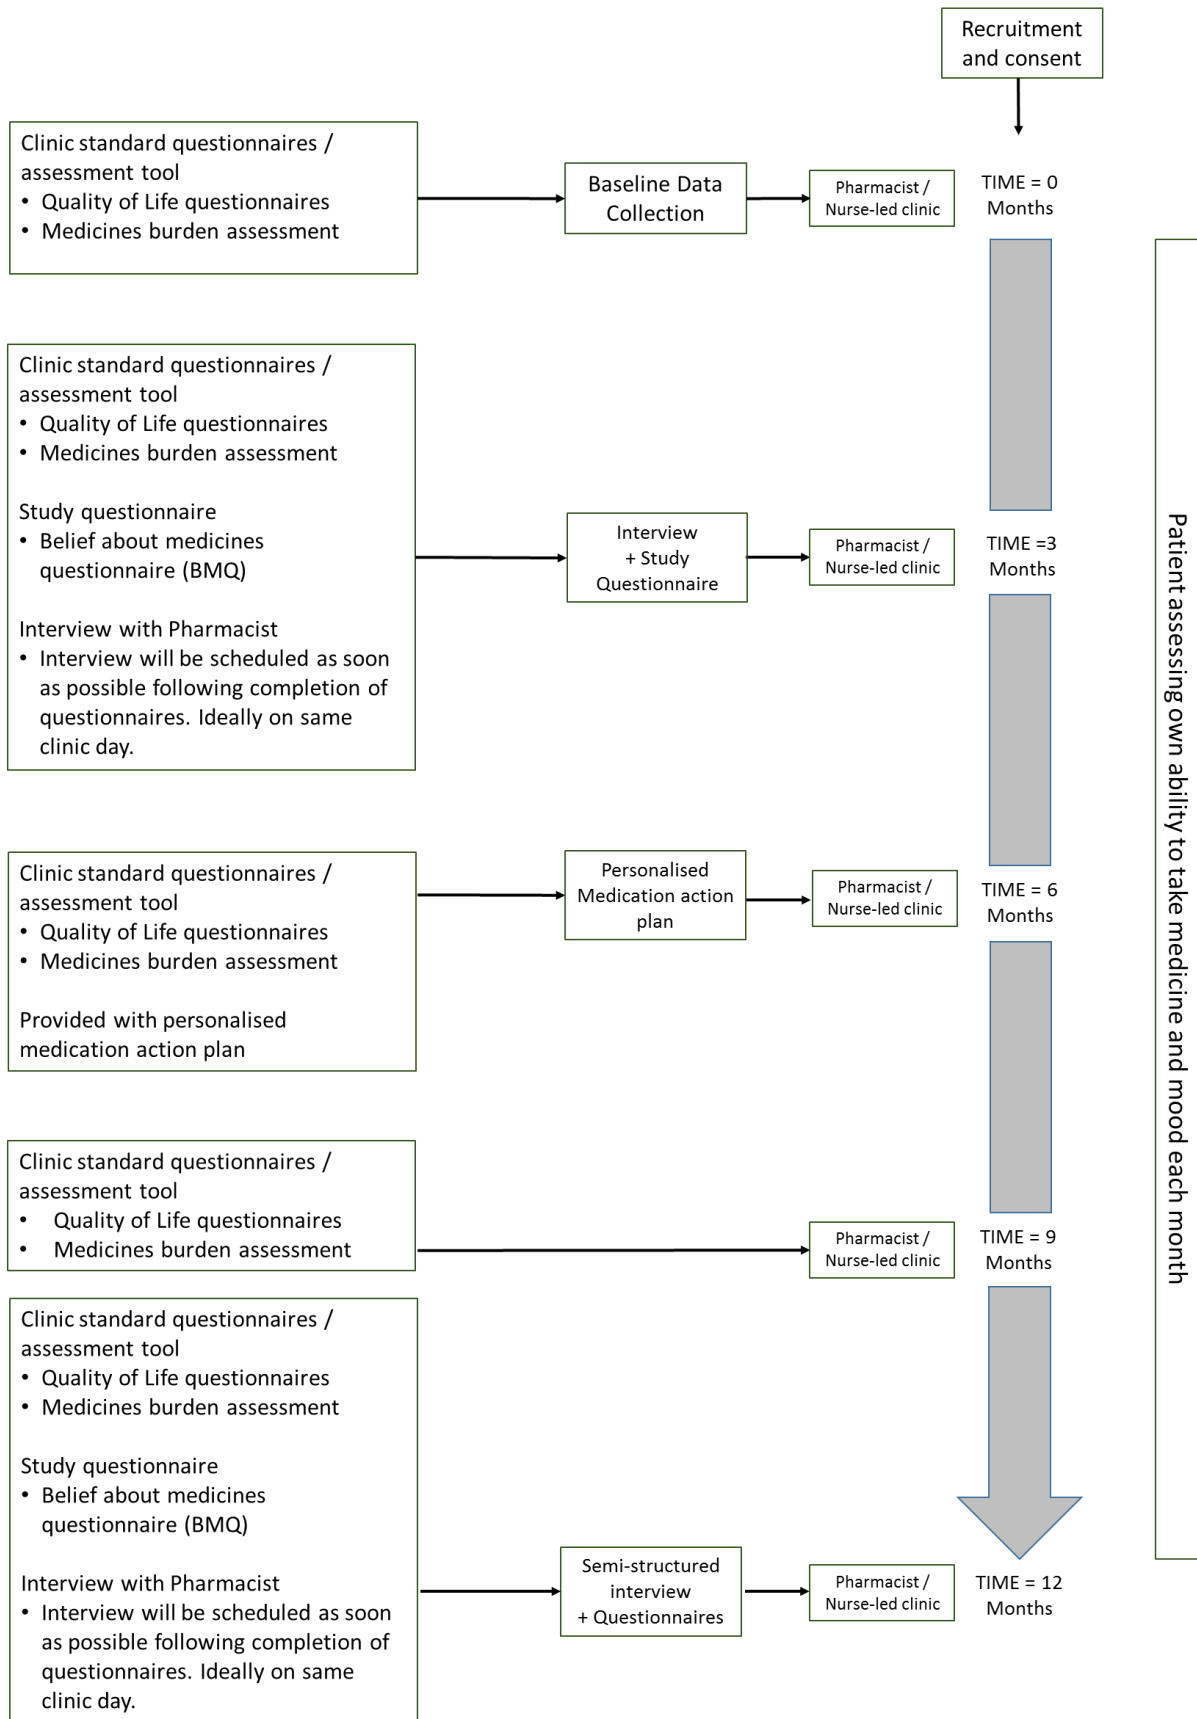 Recruitment
and consent
Clinic standard questionnaires /
assessment tool
• Quality of Life questionnaires
• Medicines burden assessment
Baseline Data
Collection
Pharmacist /
Nurse-led clinic
TIME = 0
Months
Clinic standard questionnaires /
assessment tool
• Quality of Life questionnaires
• Medicines burden assessment
Study questionnaire
• Belief about medicines
questionnaire (BMQ)
Interview with Pharmacist
• Interview will be scheduled as soon
as possible following completion of
questionnaires. Ideally on same
clinic day.
Interview
+ Study
Questionnaire
Pharmacist /
Nurse-led clinic
TIME =3
Months
Clinic standard questionnaires /
assessment tool
• Quality of Life questionnaires
• Medicines burden assessment
Provided with personalised
medication action plan
Personalised
Medication action
plan
Pharmacist /
Nurse-led clinic
TIME = 6
Months
Clinic standard questionnaires /
assessment tool
• Quality of Life questionnaires
• Medicines burden assessment
Pharmacist /
Nurse-led clinic
TIME = 9
Months
Clinic standard questionnaires /
assessment tool
• Quality of Life questionnaires
• Medicines burden assessment
Study questionnaire
• Belief about medicines
questionnaire (BMQ)
Interview with Pharmacist
• Interview will be scheduled as soon
as possible following completion of
questionnaires. Ideally on same
clinic day.
Semi-structured
interview
+ Questionnaires
Pharmacist /
Nurse-led clinic
TIME = 12
Months
Patient assessing own ability to take medicine and mood each month